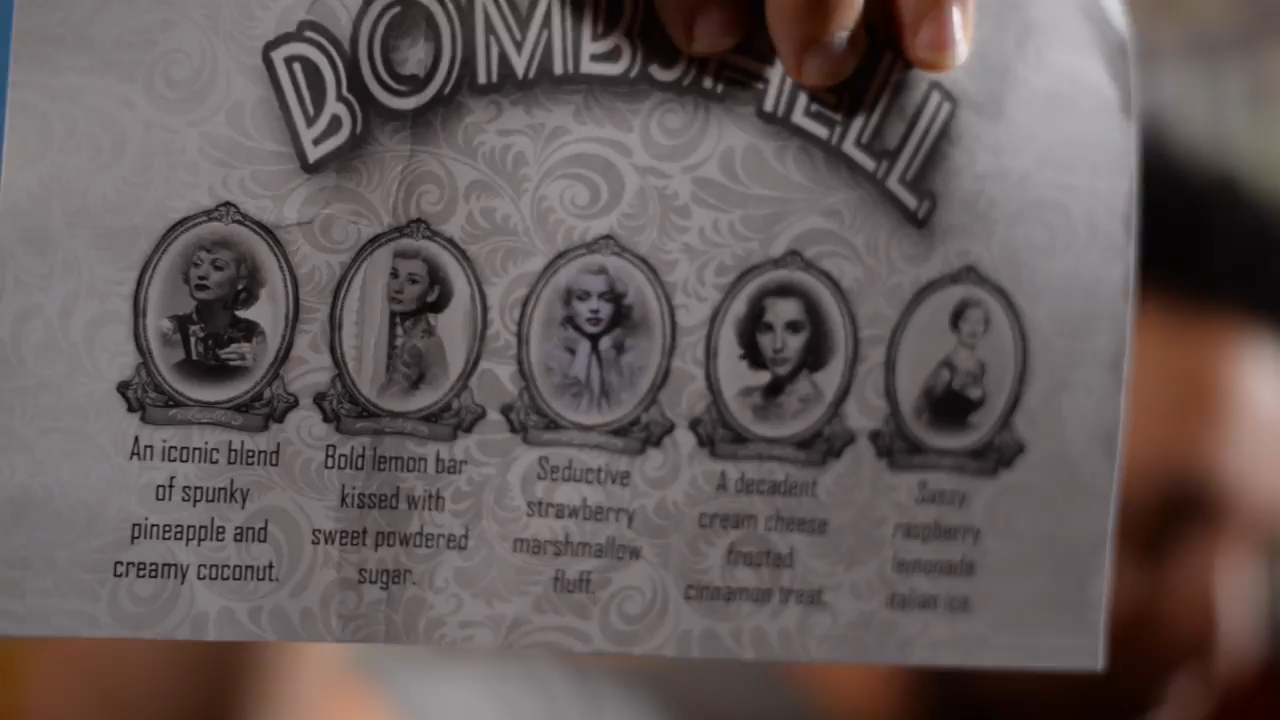 BOMBSHELL
An iconic blend
of spunky
pineapple and
creamy coconut.
Bold lemon bar
kissed with
sweet powdered
sugar.
Seductive
strawberry
marshmallow
fluff.
A decadent
cream cheese
frosted
cinnamon treat.
Sassy
raspberry
lemonade
italian ice.